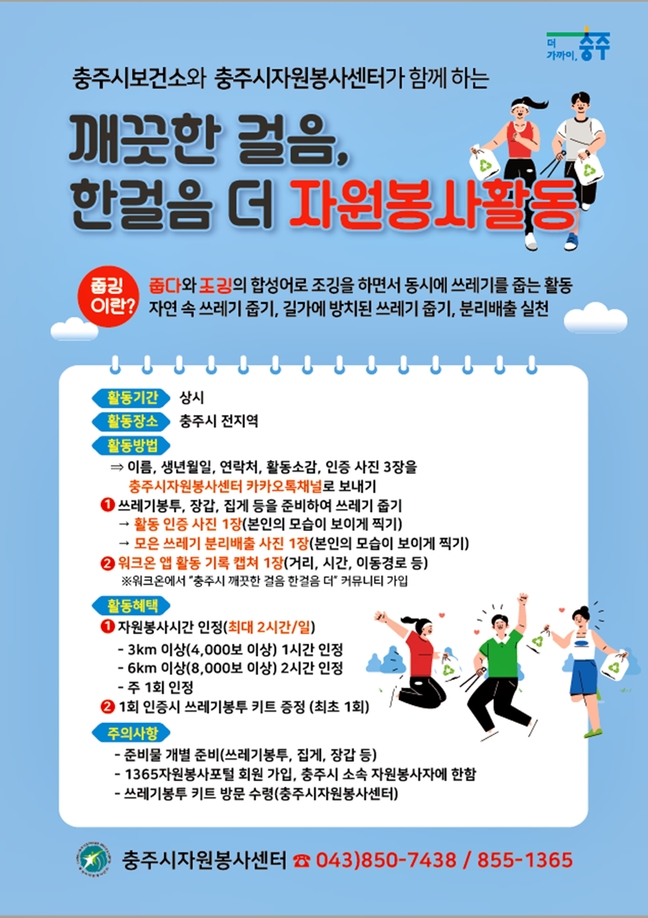 더
가까이, 충주
충주시보건소와 충주시자원봉사센터가 함께 하는
깨끗한 걸음,
한걸음 더 자원봉사활동
줍깅
이란?
줍다와 조깅의 합성어로 조깅을 하면서 동시에 쓰레기를 줍는 활동
자연 속 쓰레기 줍기, 길가에 방치된 쓰레기 줍기, 분리배출 실천
활동기간 상시
활동장소 충주시 전지역
활동방법
⇒ 이름, 생년월일, 연락처, 활동소감, 인증 사진 3장을
충주시자원봉사센터 카카오톡채널로 보내기
1 쓰레기봉투, 장갑, 집게 등을 준비하여 쓰레기 줍기
→ 활동 인증 사진 1장(본인의 모습이 보이게 찍기)
→ 모은 쓰레기 분리배출 사진 1장(본인의 모습이 보이게 찍기)
2 워크온 앱 활동 기록 캡쳐 1장(거리, 시간, 이동경로 등)
※워크온에서 "충주시 깨끗한 걸음 한걸음 더" 커뮤니티 가입
활동혜택
1 자원봉사시간 인정(최대 2시간/일)
- 3km 이상(4,000보 이상) 1시간 인정
- 6km 이상(8,000보 이상) 2시간 인정
- 주 1회 인정
2 1회 인증시 쓰레기봉투 키트 증정 (최초 1회)
주의사항
- 준비물 개별 준비(쓰레기봉투, 집게, 장갑 등)
- 1365자원봉사포털 회원 가입, 충주시 소속 자원봉사자에 한함
- 쓰레기봉투 키트 방문 수령(충주시자원봉사센터)
충주시자원봉사센터 ☎ 043)850-7438 / 855-1365